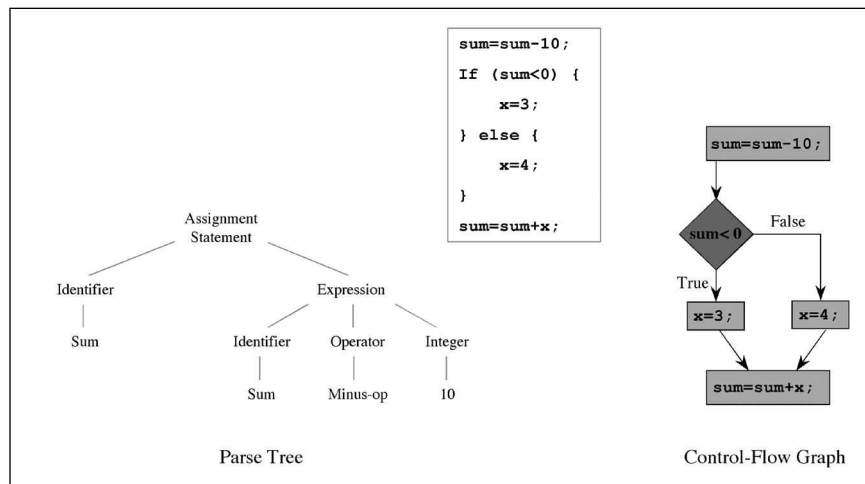 sum=sum-10;
If (sum<0) {
x=3;
} else {
x=4;
}
sum=sum+x;
Assignment
Statement
Identifier
Expression
Sum
Identifier
Operator
Integer
Sum
Minus-op
10
Parse Tree
sum=sum-10;
sum< 0
False
True
x=3;
x=4;
sum=sum+x;
Control-Flow Graph